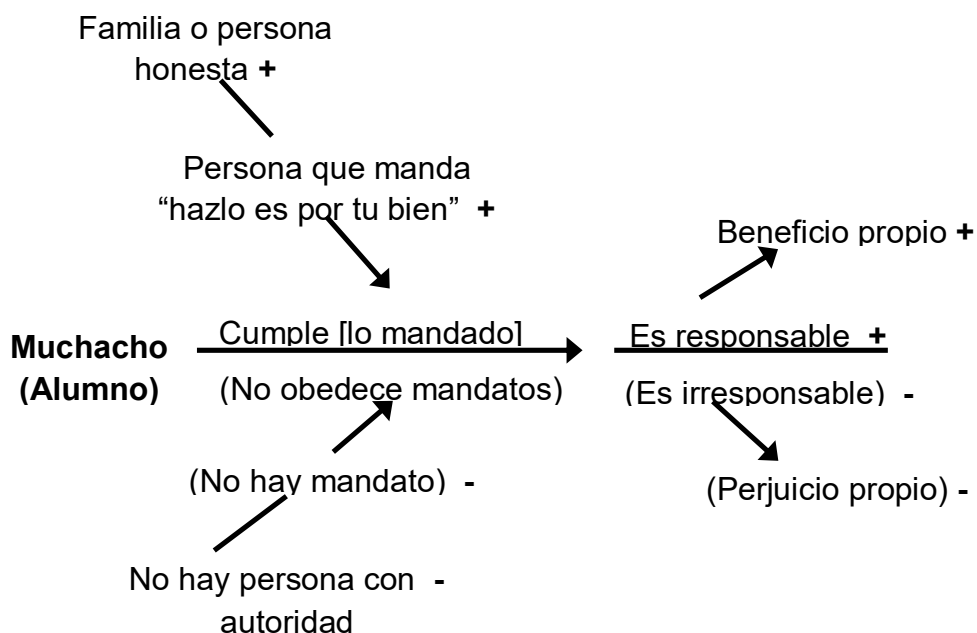 Familia o persona
honesta +
Persona que manda
“hazlo es por tu bien” +
Beneficio propio +
Muchacho
(Alumno)
Cumple [lo mandado]
Es responsable +
(No obedece mandatos)
(Es irresponsable) -
(No hay mandato) -
(Perjuicio propio) -
No hay persona con -
autoridad